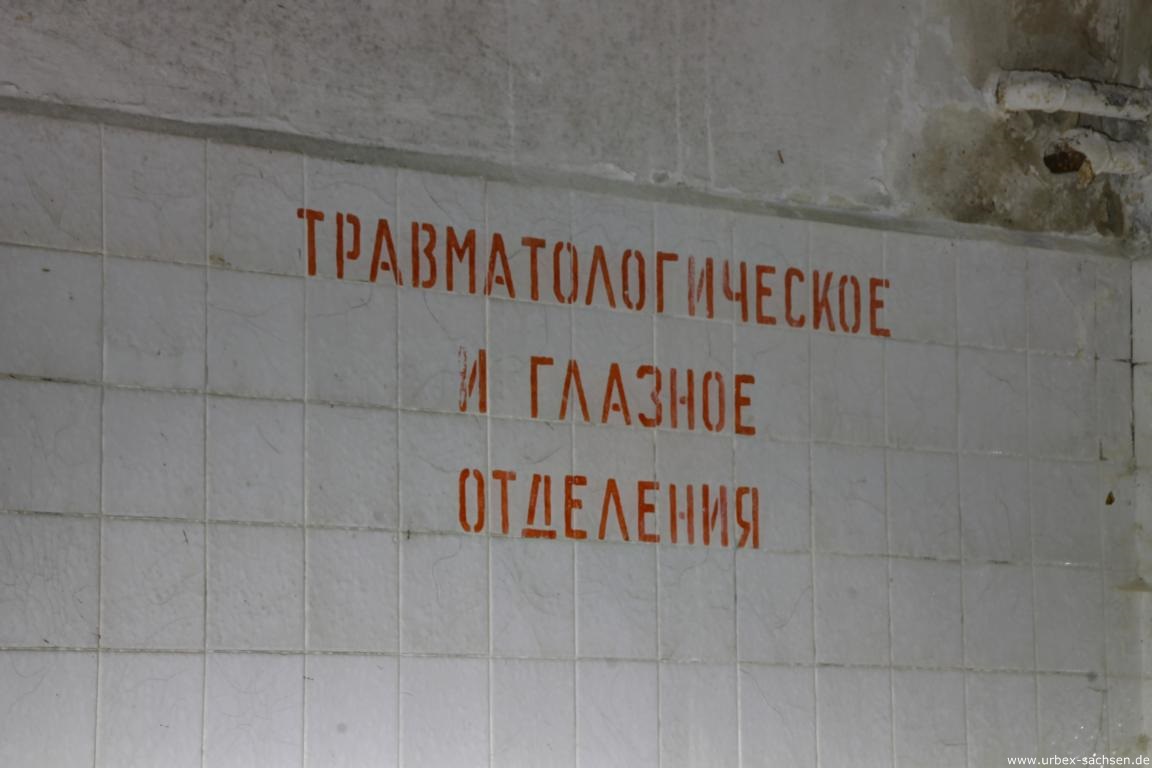 ТРАВМАТОЛОГИЧЕСКОЕ
И ГЛАЗНОЕ
ОТДЕЛЕНИЯ
www.urbex-sachsen.de